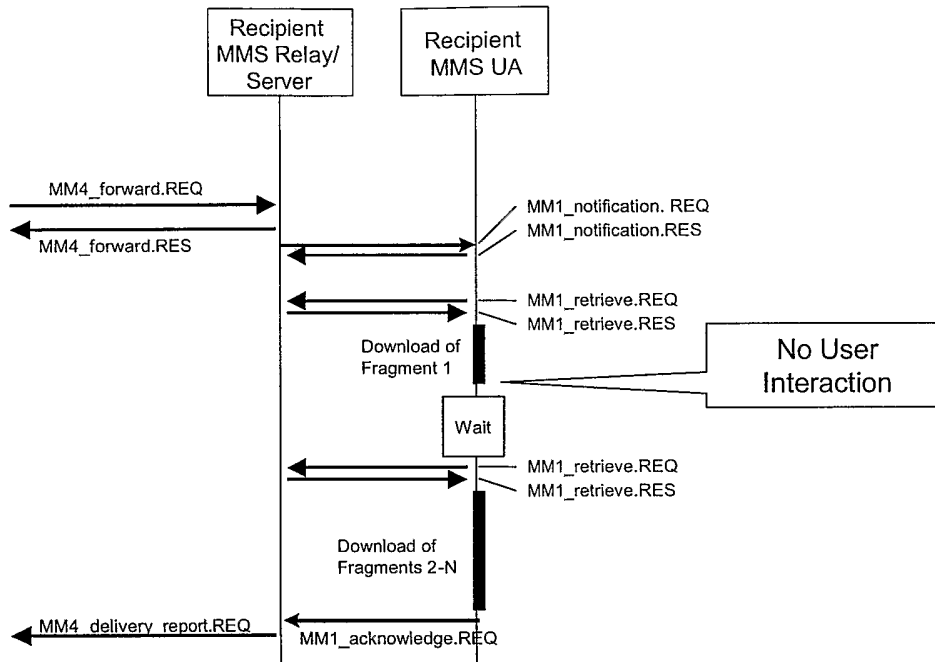 Recipient
MMS Relay/
Server
Recipient
MMS UA
MM4_forward.REQ
MM4_forward.RES
MM1_notification. REQ
MM1_notification.RES
MM1_retrieve.REQ
MM1_retrieve.RES
Download of
Fragment 1
No User
Interaction
Wait
MM1_retrieve.REQ
MM1_retrieve.RES
Download of
Fragments 2-N
MM4_delivery_report.REQ
MM1_acknowledge.REQ